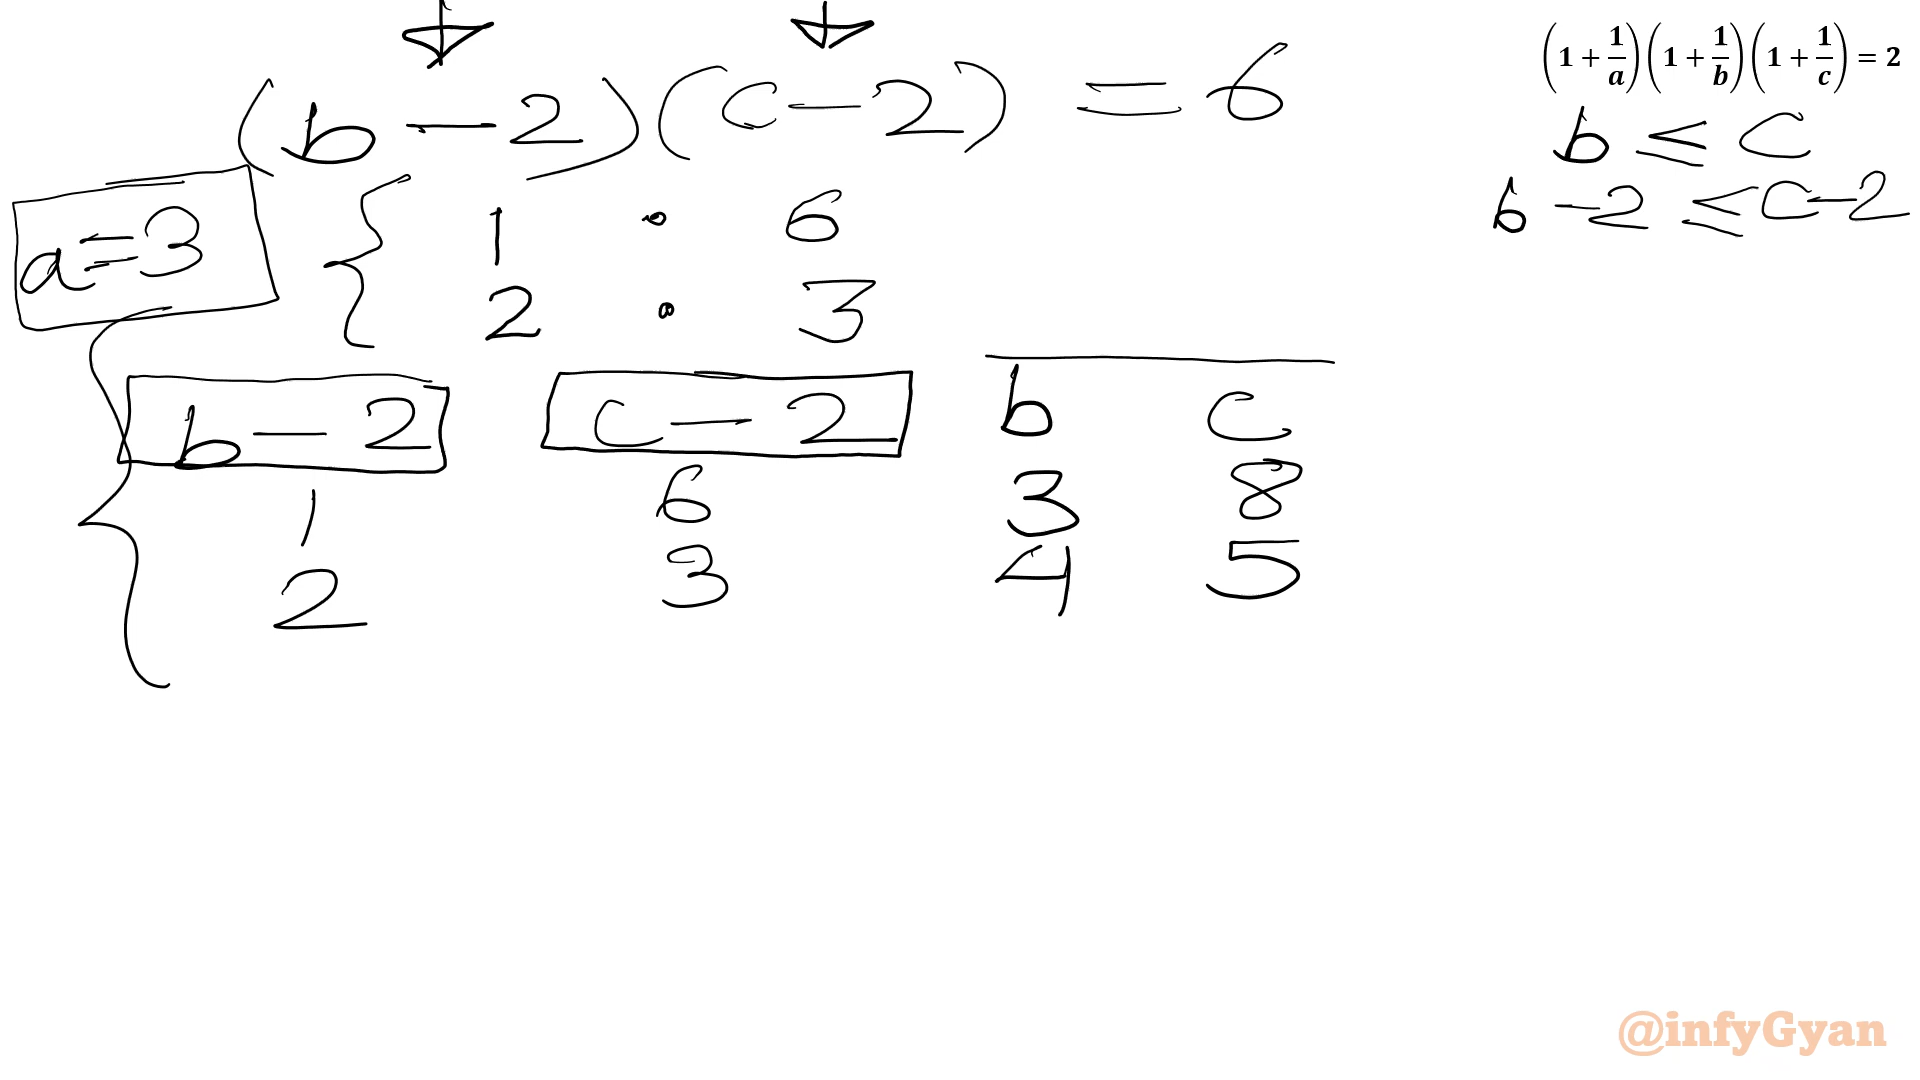 (1 + 1/a)(1 + 1/b)(1 + 1/c) = 2
(b - 2)(c - 2) = 6
b ≤ c
b - 2 ≤ c - 2
a = 3
1 · 6
2 · 3
b - 2 c - 2 b c
1 6 3 8
2 3 4 5
@infyGyan